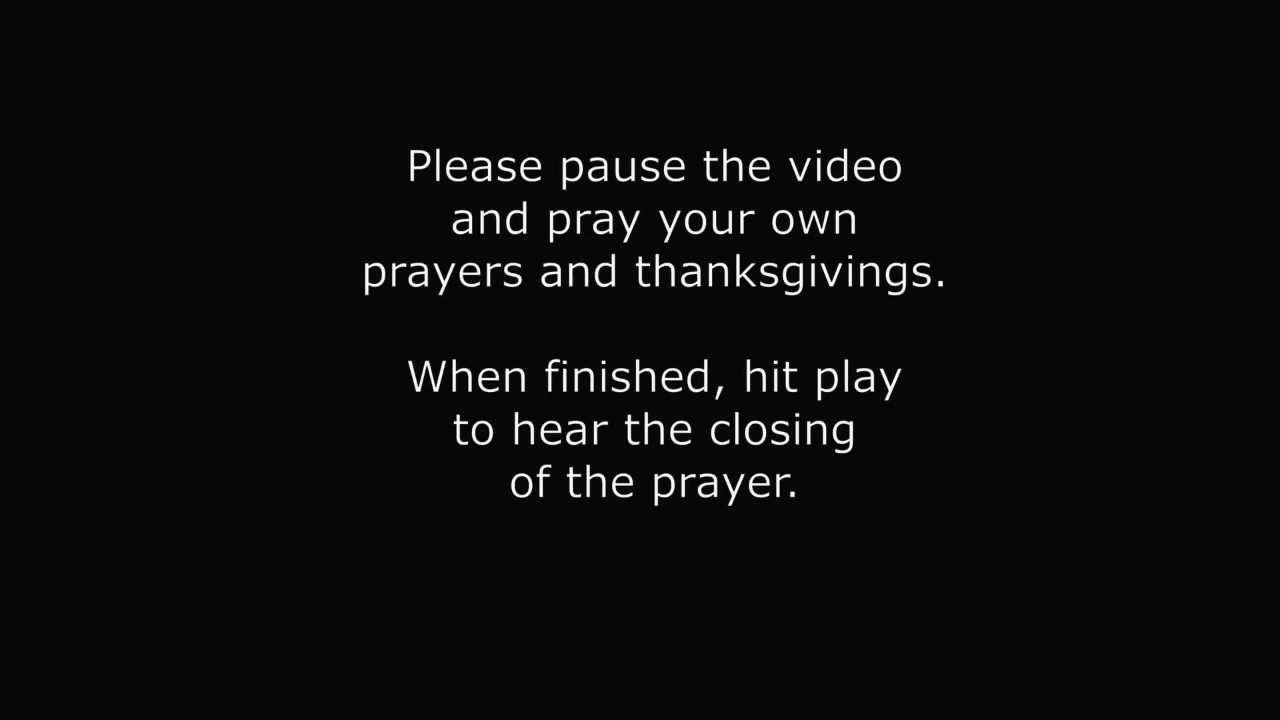 Please pause the video
and pray your own
prayers and thanksgivings.
When finished, hit play
to hear the closing
of the prayer.